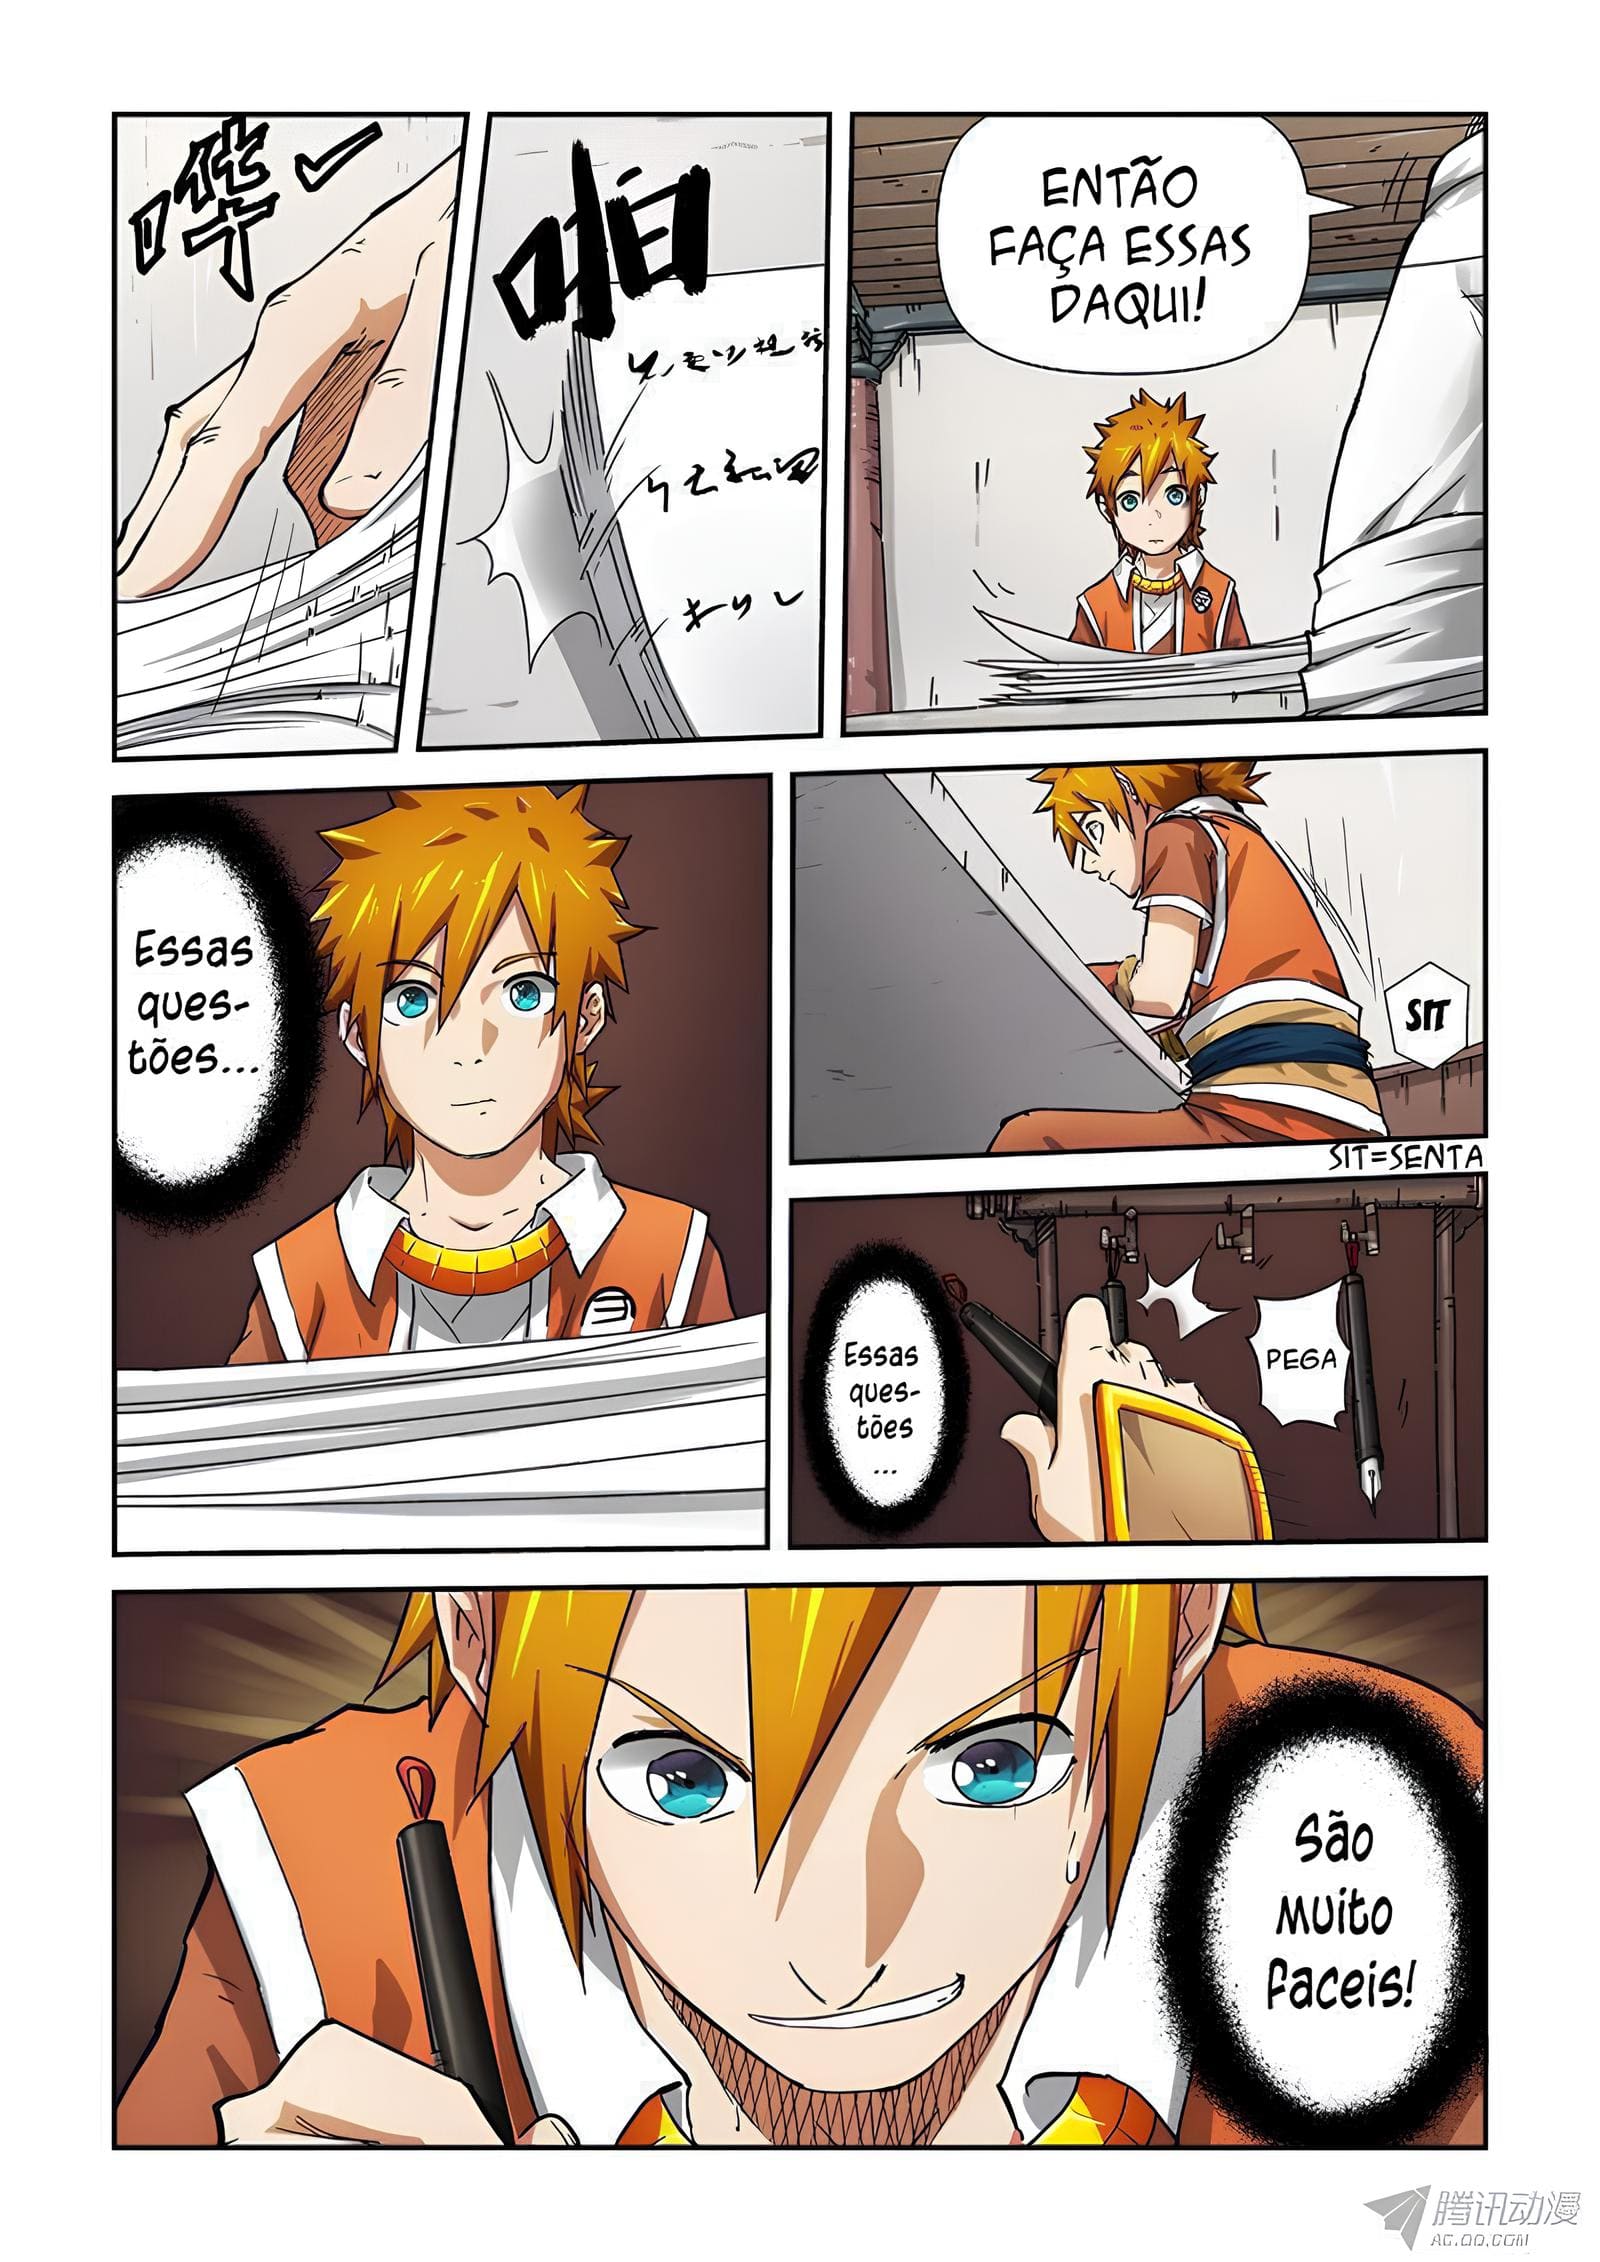 哗
啪
ENTÃO
FAÇA ESSAS
DAQUI!
Essas
ques-
tões...
SIT
SIT=SENTA
Essas
ques-
tões
...
PEGA
São
muito
faceis!
腾讯动漫
AC.QQ.COM